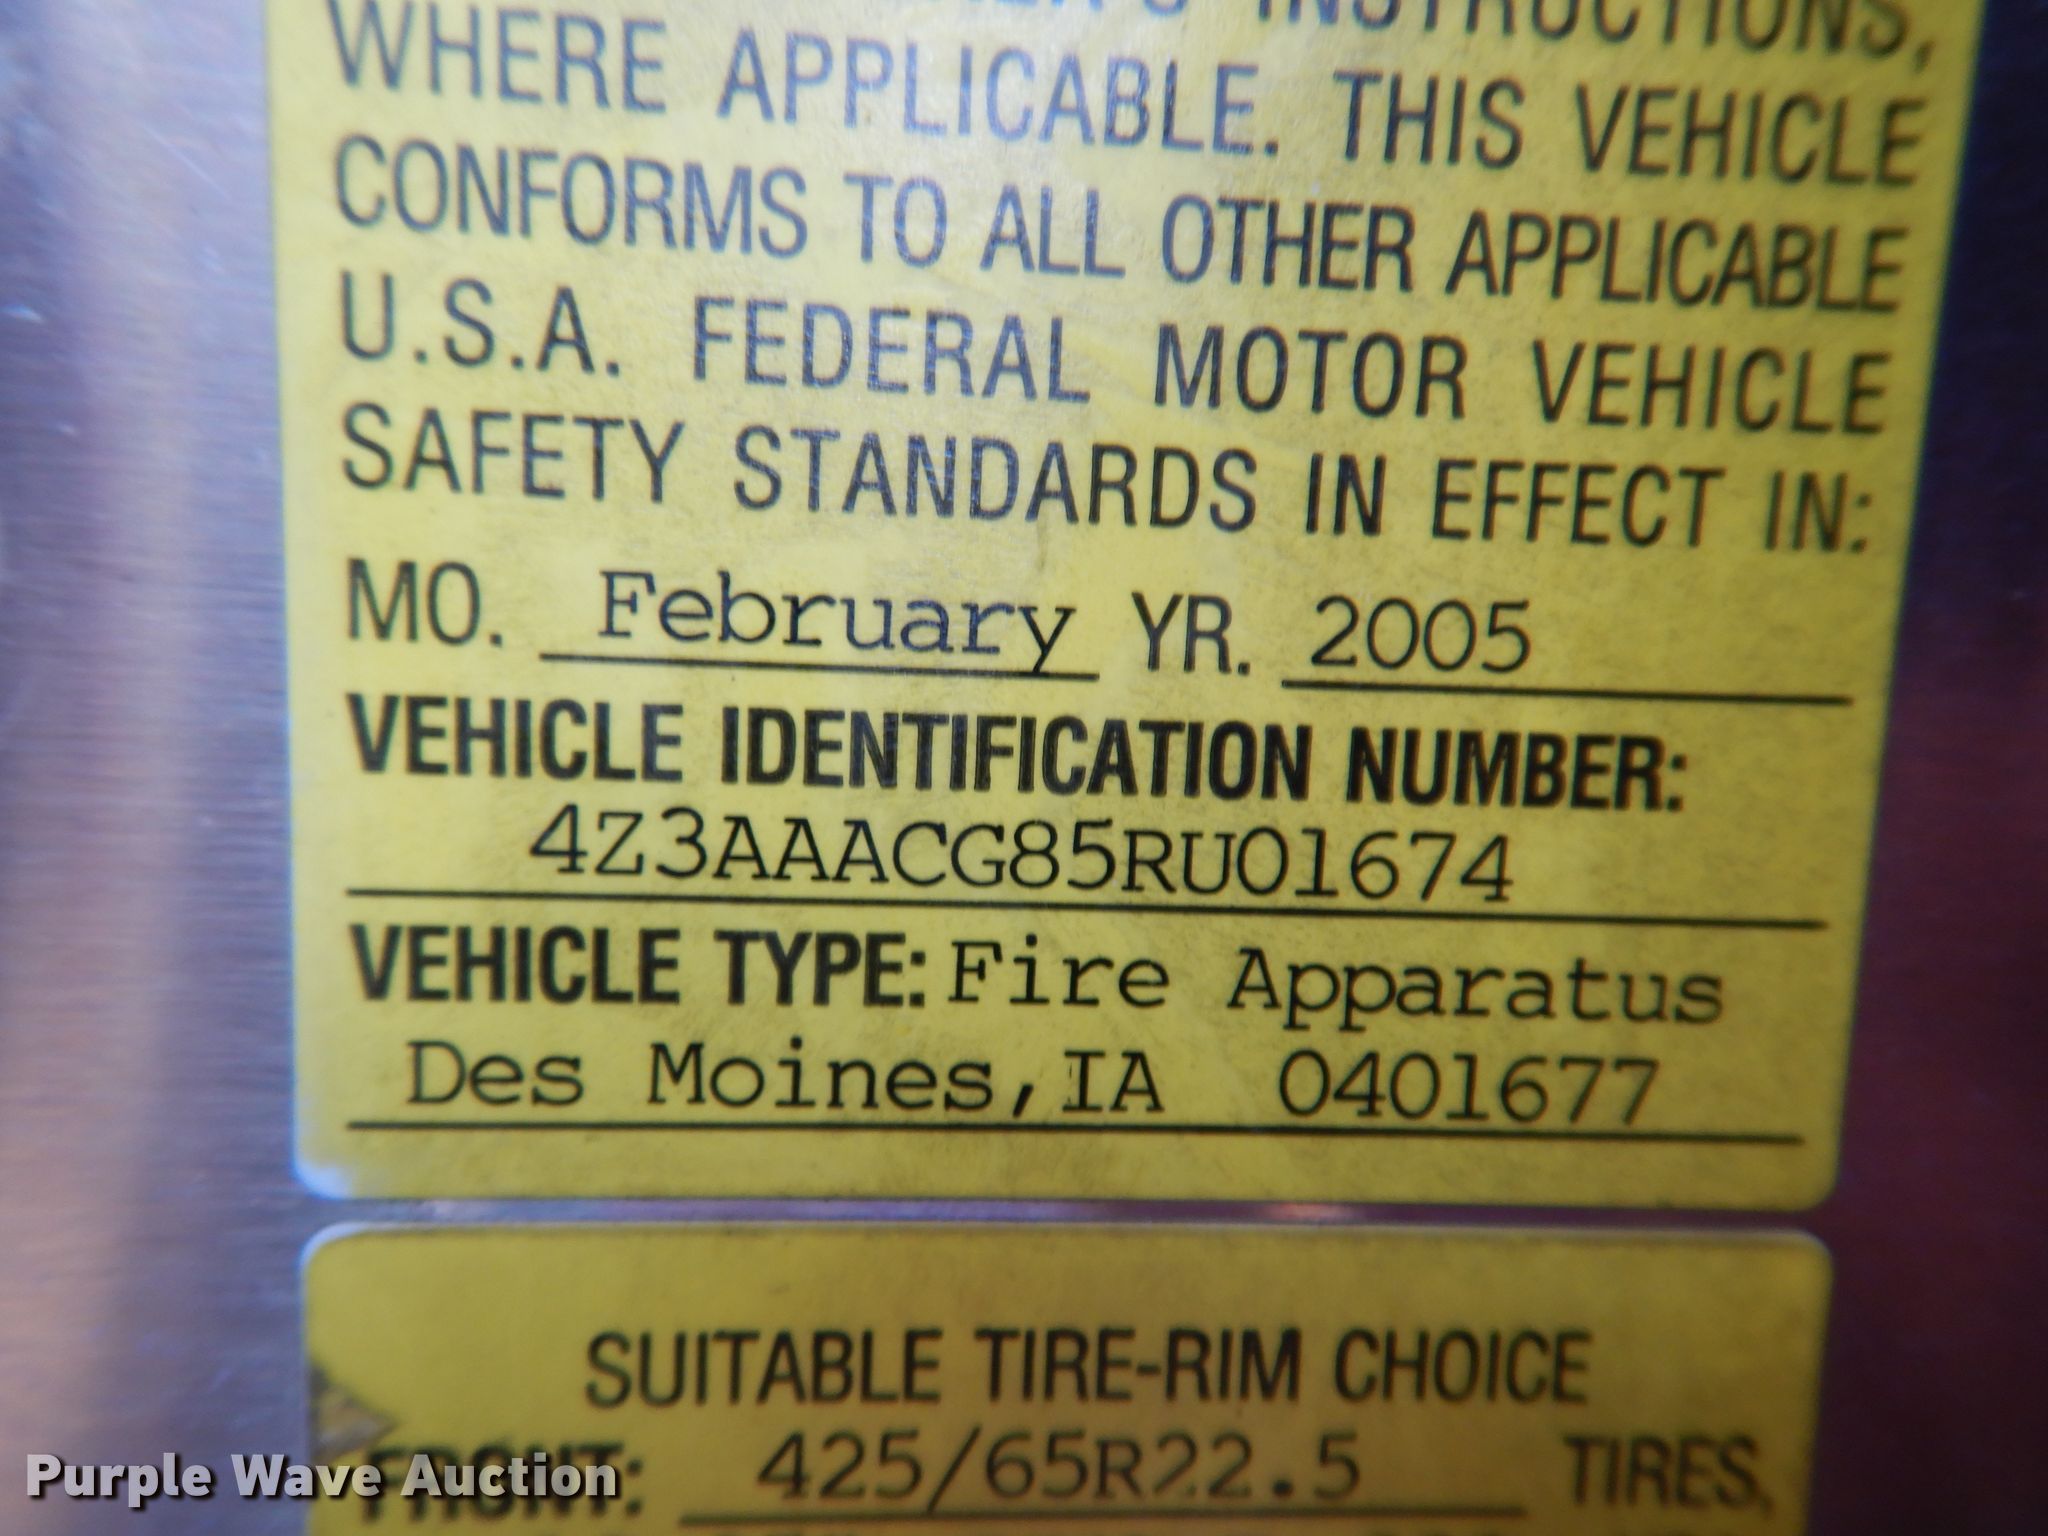 INSTRUCTIONS,
WHERE APPLICABLE. THIS VEHICLE
CONFORMS TO ALL OTHER APPLICABLE
U.S.A. FEDERAL MOTOR VEHICLE
SAFETY STANDARDS IN EFFECT IN:
MO. February YR. 2005
VEHICLE IDENTIFICATION NUMBER:
4Z3AAACG85RU01674
VEHICLE TYPE: Fire Apparatus
Des Moines,IA 0401677
SUITABLE TIRE-RIM CHOICE
FRONT: 425/65R22.5 TIRES,
Purple Wave Auction